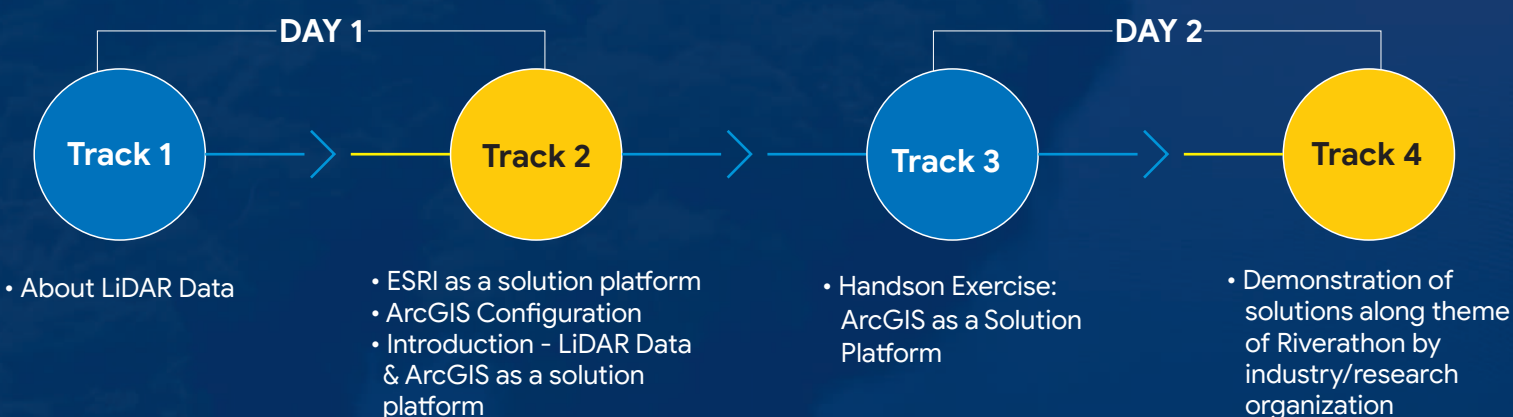 DAY 1
Track 1
• About LiDAR Data
Track 2
• ESRI as a solution platform
• ArcGIS Configuration
• Introduction - LiDAR Data
& ArcGIS as a solution
platform
DAY 2
Track 3
• Handson Exercise:
ArcGIS as a Solution
Platform
Track 4
• Demonstration of
solutions along theme
of Riverathon by
industry/research
organization